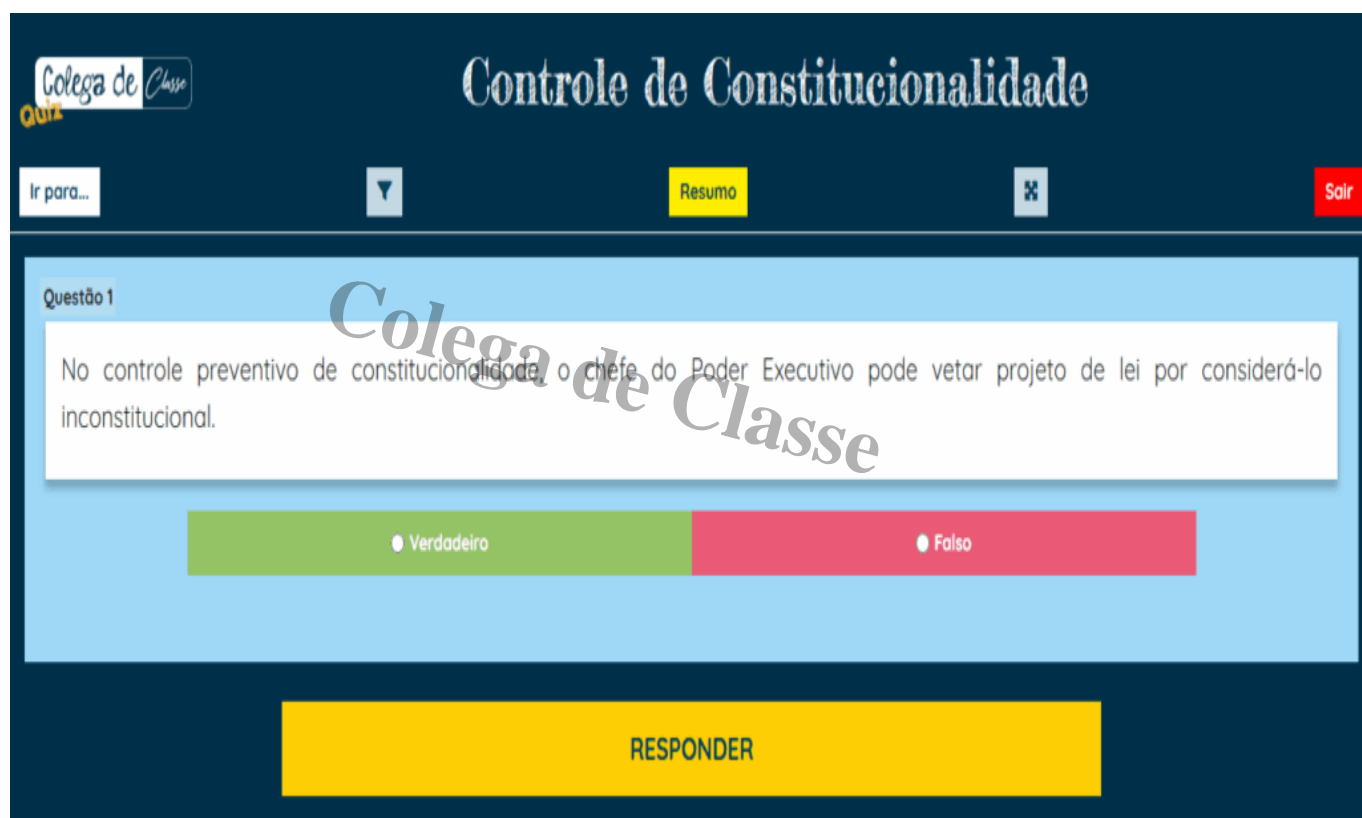 Colega de Classe
Quiz
Controle de Constitucionalidade
Ir para...
Resumo
Sair
Questão 1
No controle preventivo de constitucionalidade, o chefe do Poder Executivo pode vetar projeto de lei por considerá-lo
inconstitucional.
Colega de Classe
Verdadeiro
Falso
RESPONDER